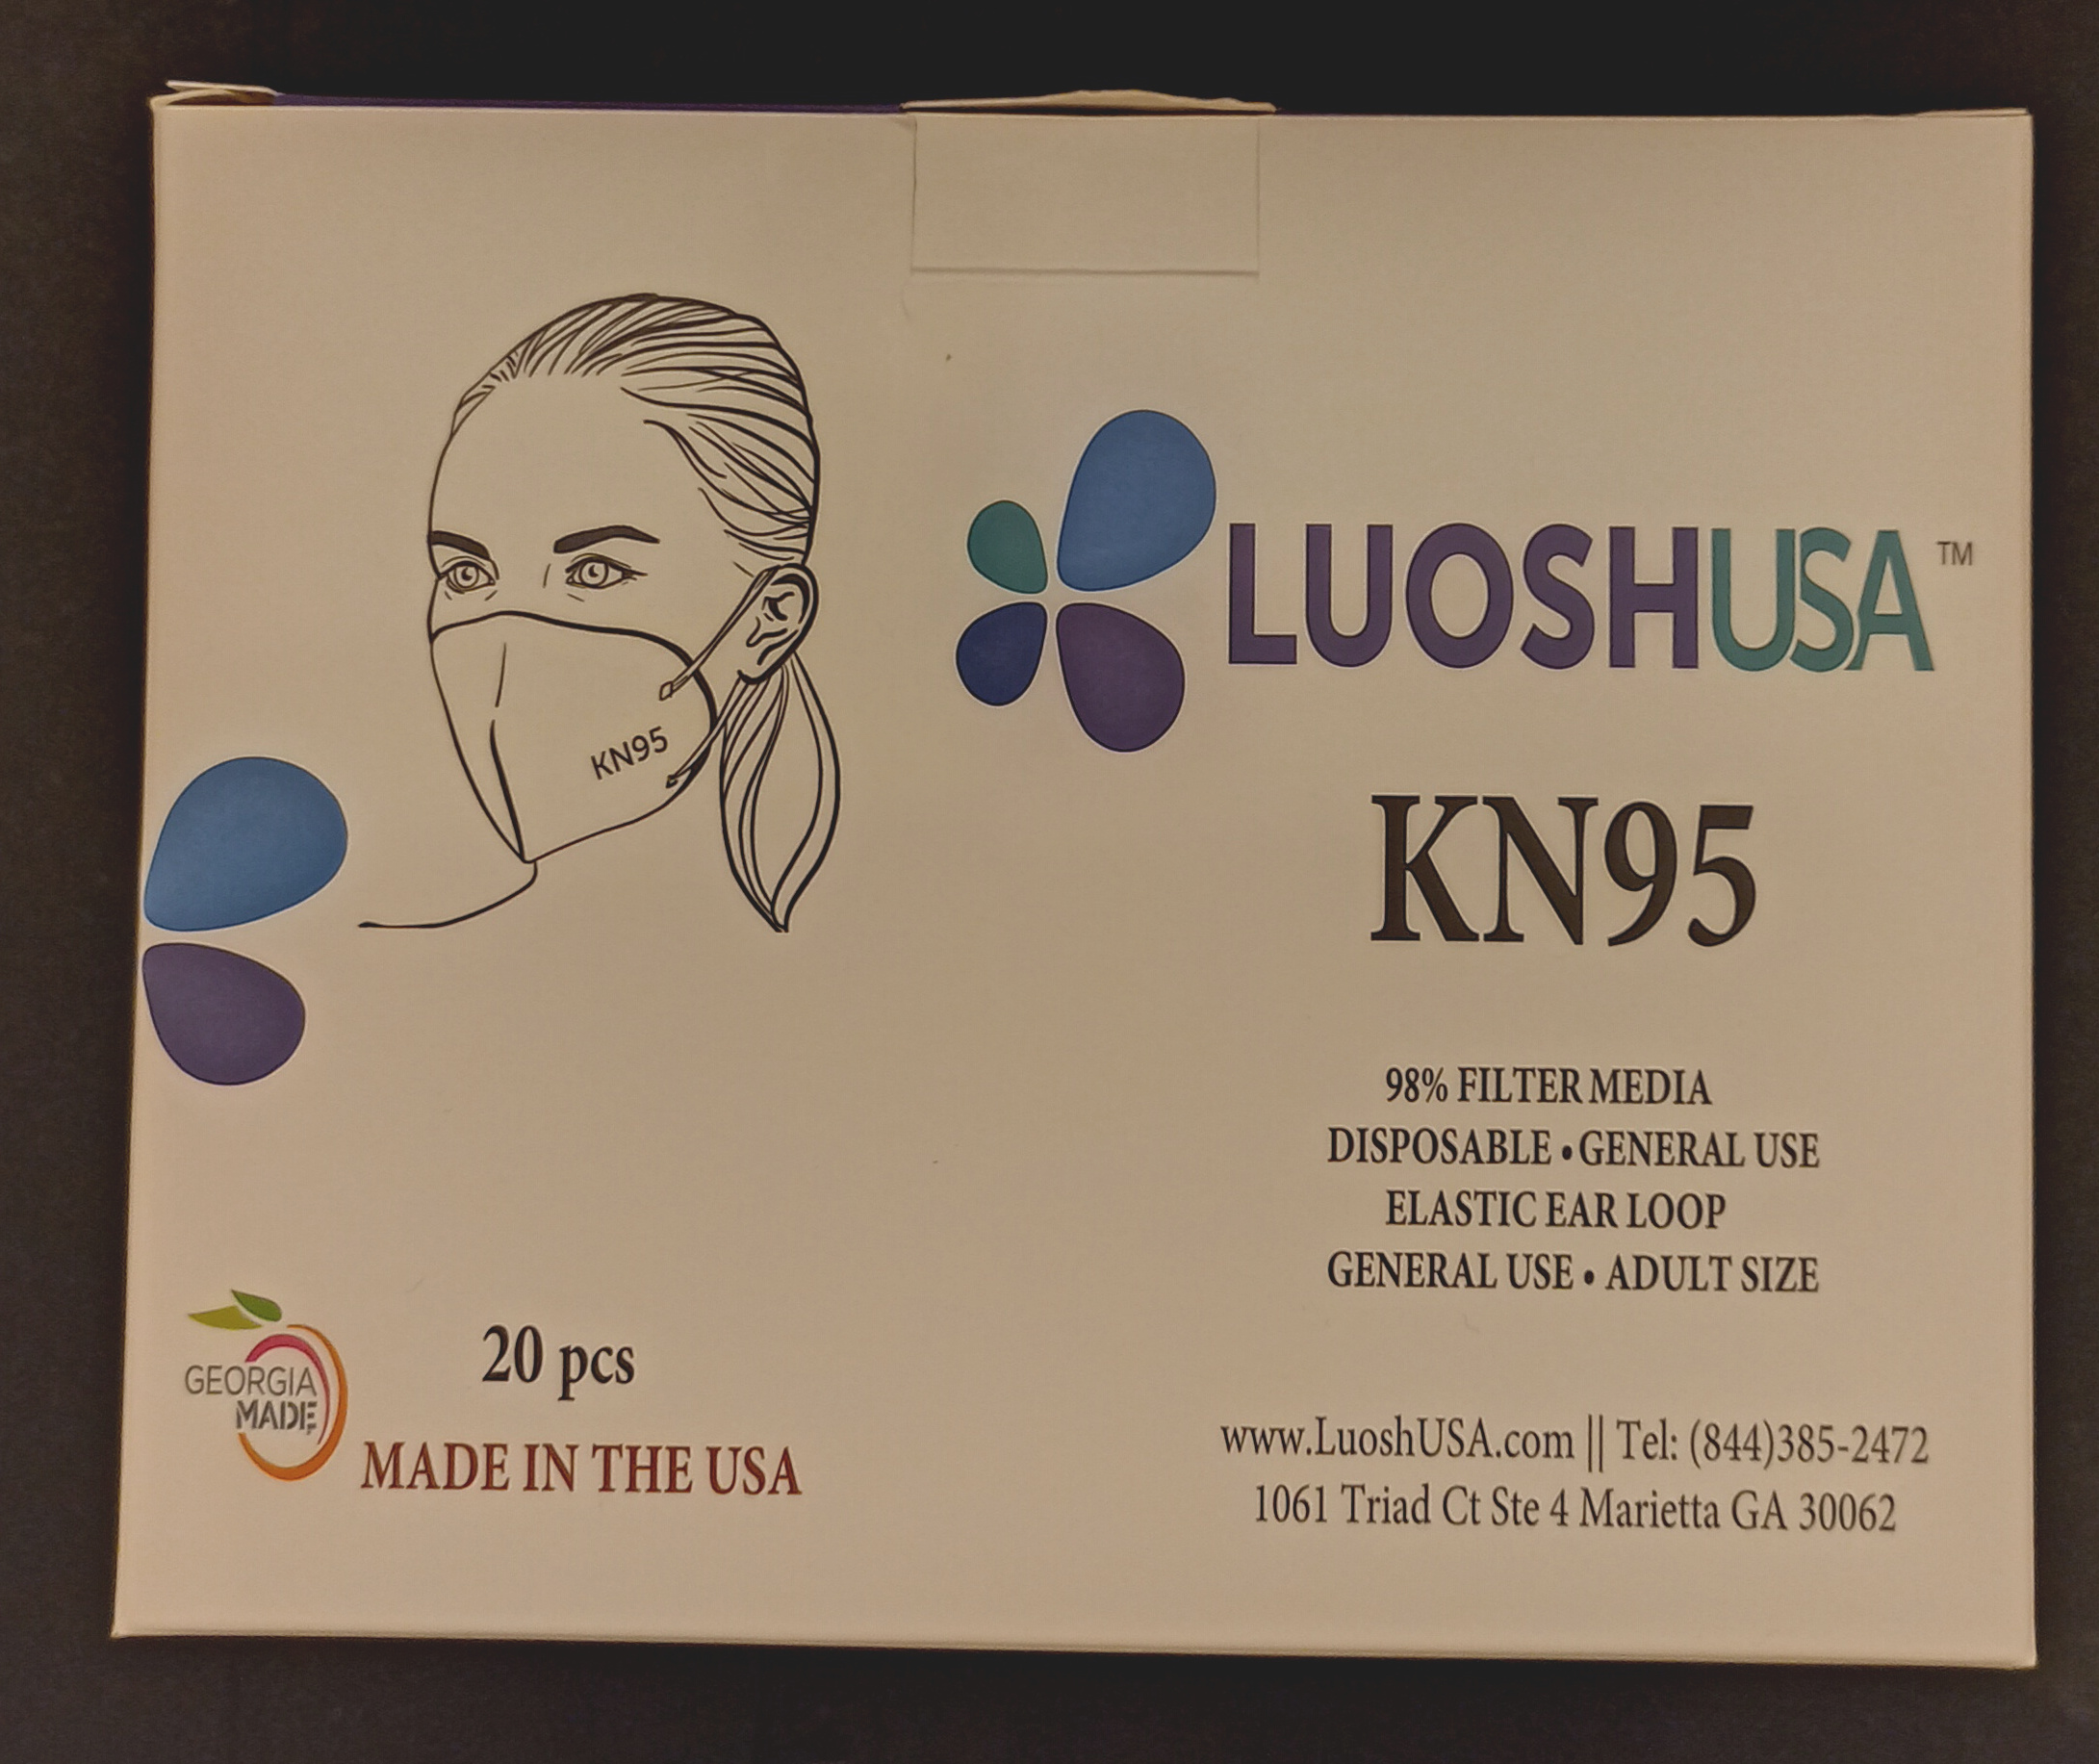 LUOSHUSA™
KN95
KN95
98% FILTER MEDIA
DISPOSABLE • GENERAL USE
ELASTIC EAR LOOP
GENERAL USE • ADULT SIZE
GEORGIA
MADE
20 pcs
MADE IN THE USA
www.LuoshUSA.com || Tel: (844)385-2472
1061 Triad Ct Ste 4 Marietta GA 30062